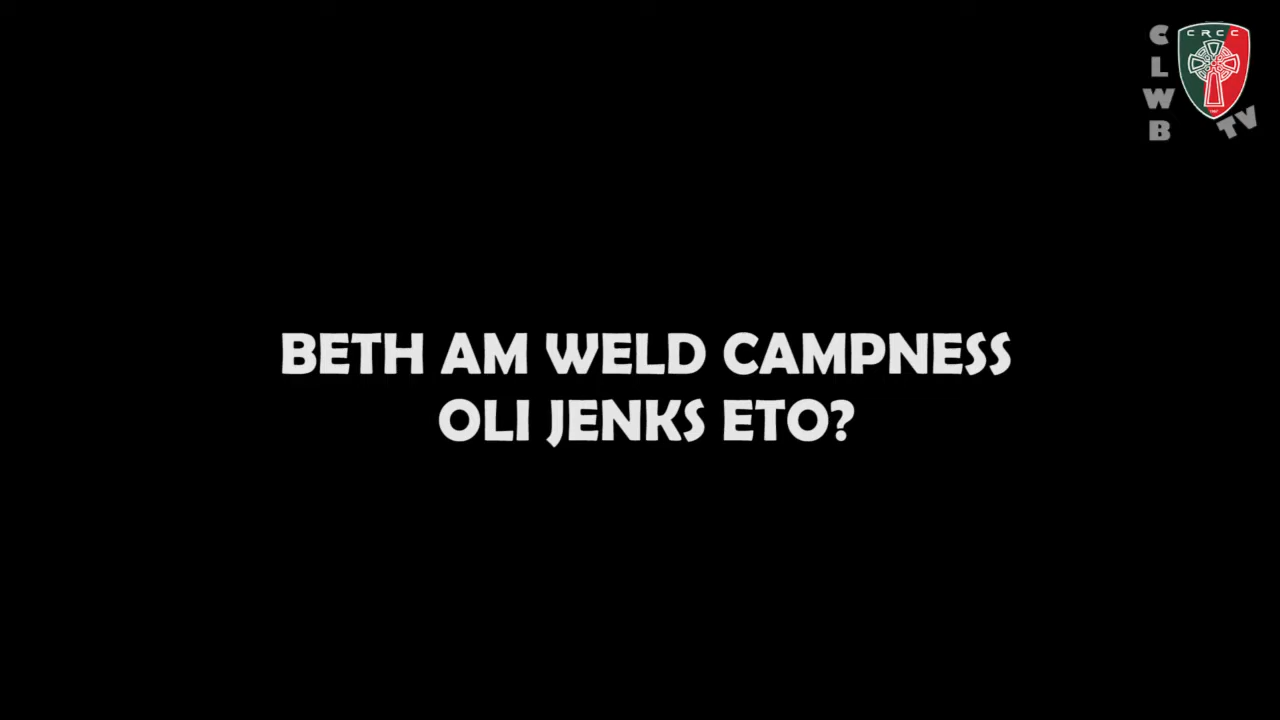 CLWB
CRCC
TV
BETH AM WELD CAMPNESS
OLI JENKS ETO?